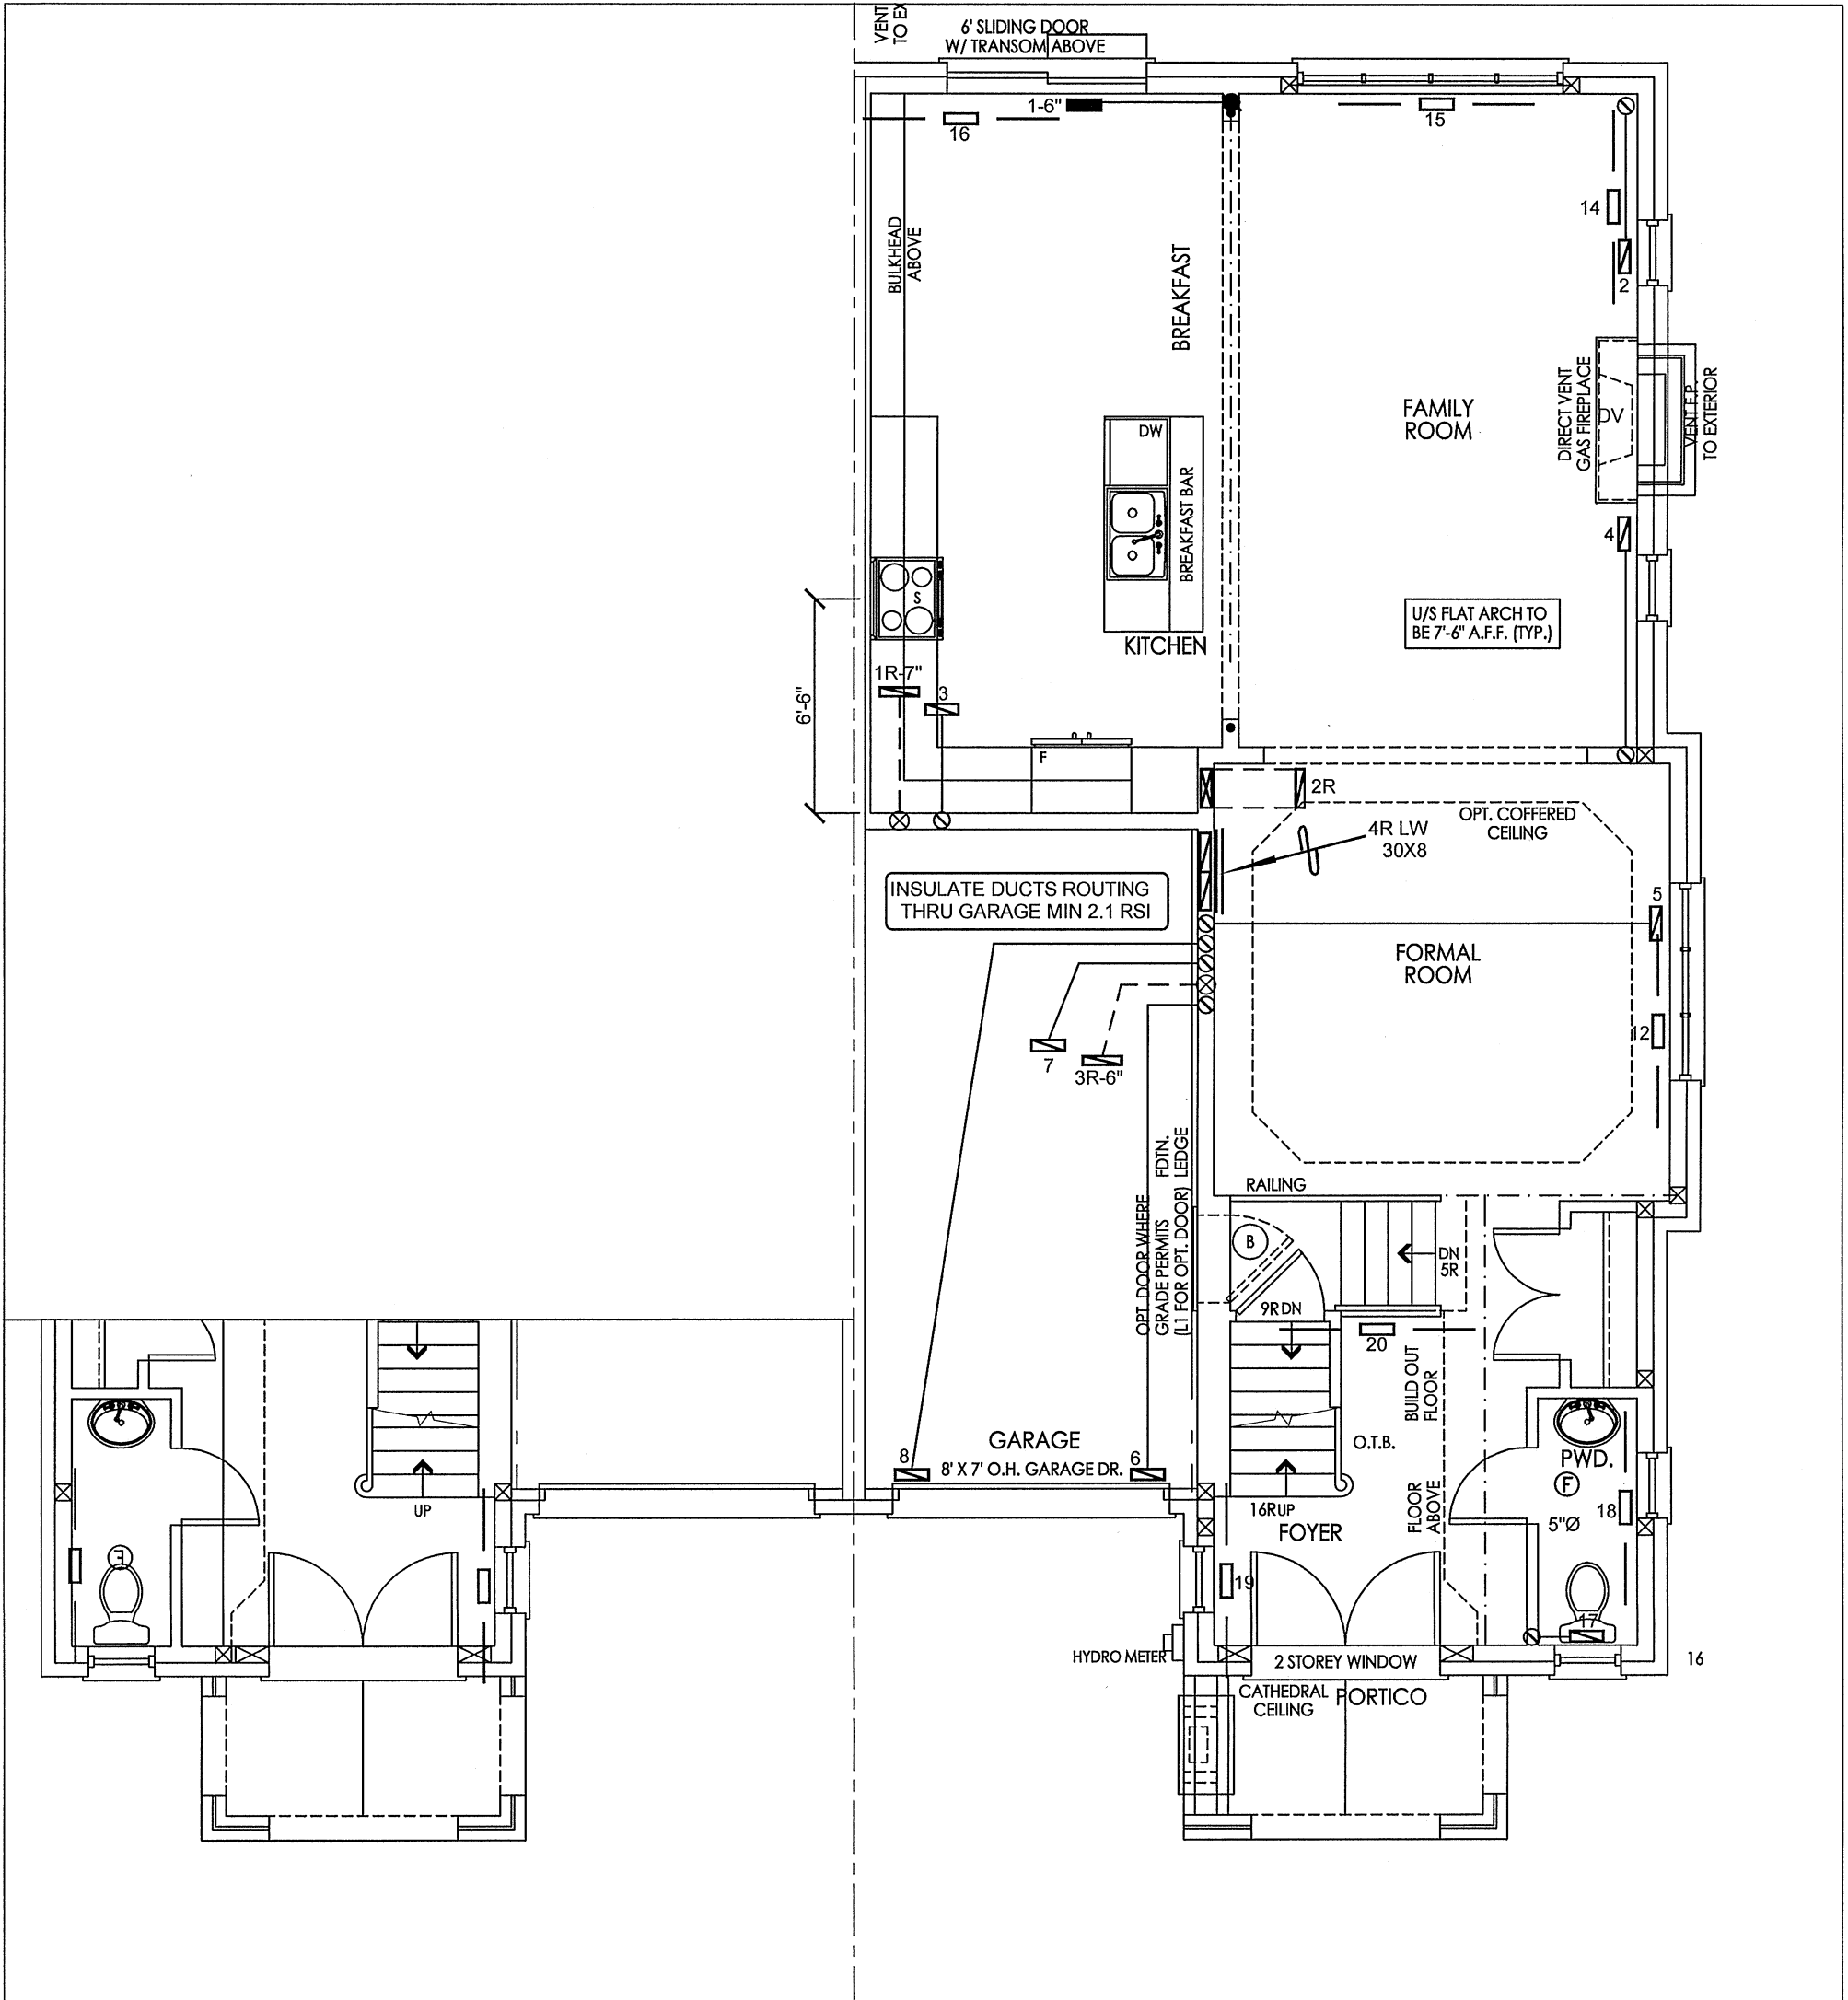 VENT
TO EX
6' SLIDING DOOR
W/ TRANSOM ABOVE
1-6"
16
15
14
2
BULKHEAD
ABOVE
BREAKFAST
FAMILY
ROOM
DIRECT VENT
GAS FIREPLACE
DV
VENT F.P.
TO EXTERIOR
DW
BREAKFAST BAR
4
S
U/S FLAT ARCH TO
BE 7'-6" A.F.F. (TYP.)
KITCHEN
6'-6"
1R-7"
3
F
2R
OPT. COFFERED
CEILING
4R LW
30X8
INSULATE DUCTS ROUTING
THRU GARAGE MIN 2.1 RSI
5
FORMAL
ROOM
12
7
3R-6"
OPT. DOOR WHERE
GRADE PERMITS
(L1 FOR OPT. DOOR)
FDTN.
LEDGE
RAILING
B
DN
5R
9R DN
20
BUILD OUT
FLOOR
O.T.B.
GARAGE
8' X 7' O.H. GARAGE DR.
8
6
PWD.
F
5"Ø
18
UP
16R UP
FOYER
FLOOR
ABOVE
F
19
17
HYDRO METER
2 STOREY WINDOW
16
CATHEDRAL
CEILING
PORTICO